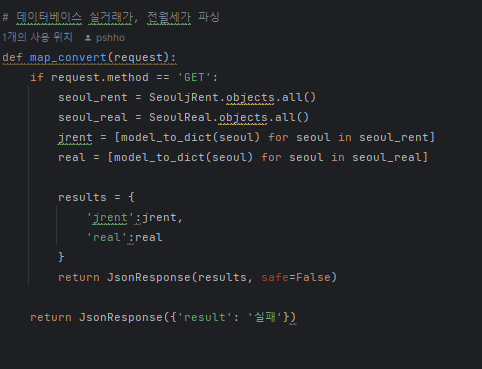 # 데이터베이스 실거래가, 전월세가 파싱
1개의 사용 위치 pshho
def map_convert(request):
    if request.method == 'GET':
        seoul_rent = SeouljRent.objects.all()
        seoul_real = SeoulReal.objects.all()
        jrent = [model_to_dict(seoul) for seoul in seoul_rent]
        real = [model_to_dict(seoul) for seoul in seoul_real]
        results = {
            'jrent':jrent,
            'real':real
        }
        return JsonResponse(results, safe=False)
    return JsonResponse({'result': '실패'})